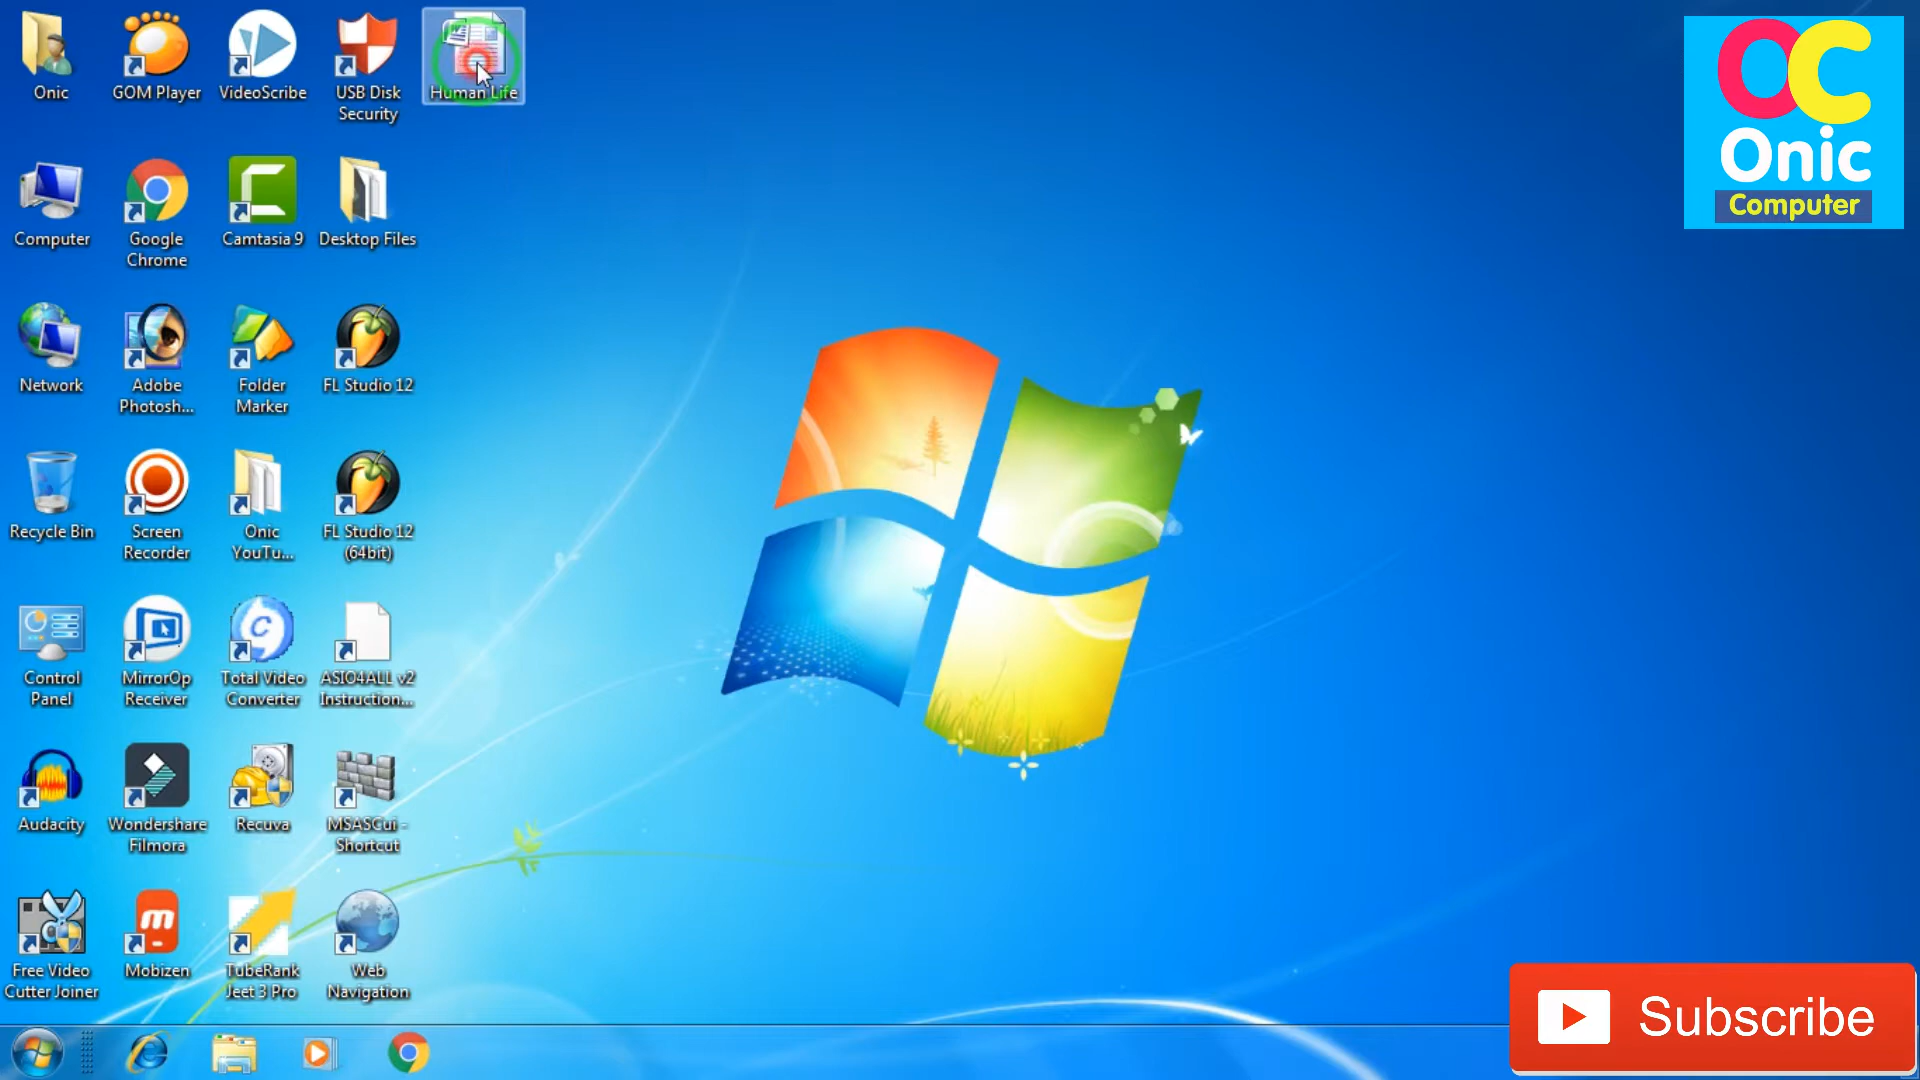 Onic
GOM Player
VideoScribe
USB Disk
Security
Human Life
OC
Onic
Computer
Computer
Google
Chrome
Camtasia 9
Desktop Files
Network
Adobe
Photosh...
Folder
Marker
FL Studio 12
Recycle Bin
Screen
Recorder
Onic
YouTu...
FL Studio 12
(64bit)
Control
Panel
MirrorOp
Receiver
Total Video
Converter
ASIO4ALL v2
Instruction...
Audacity
Wondershare
Filmora
Recuva
MSASCui -
Shortcut
Free Video
Cutter Joiner
Mobizen
TubeRank
Jeet 3 Pro
Web
Navigation
Subscribe